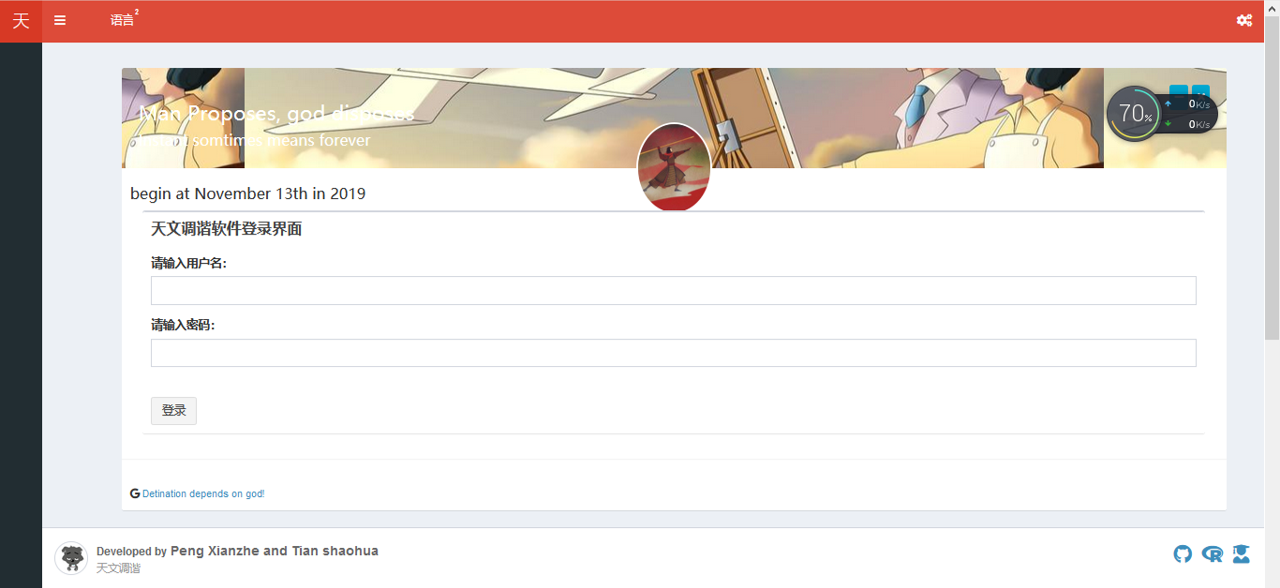 天
语言 2
Man Proposes, god disposes
70%
0K/s
0K/s
somtimes means forever
begin at November 13th in 2019
天文调谐软件登录界面
请输入用户名:
请输入密码:
登录
Detination depends on god!
Developed by Peng Xianzhe and Tian shaohua
天文调谐